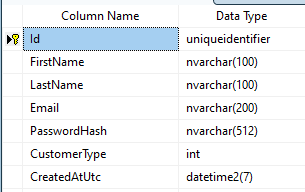 Column Name Data Type
Id uniqueidentifier
FirstName nvarchar(100)
LastName nvarchar(100)
Email nvarchar(200)
PasswordHash nvarchar(512)
CustomerType int
CreatedAtUtc datetime2(7)